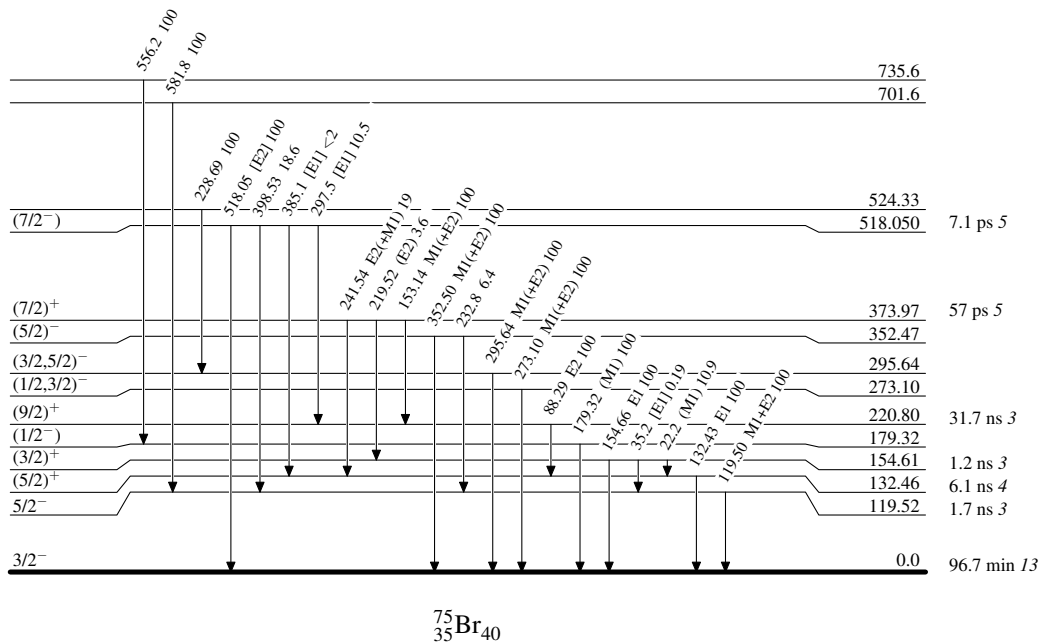 556.2 100
581.8 100
228.69 100
518.05 [E2] 100
398.53 18.6
385.1 [E1] <2
297.5 [E1] 10.5
241.54 E2(+M1) 19
219.52 (E2) 3.6
153.14 M1(+E2) 100
352.50 M1(+E2) 100
232.8 6.4
295.64 M1(+E2) 100
273.10 M1(+E2) 100
88.29 E2 100
179.32 (M1) 100
154.66 E1 100
35.2 [E1] 0.19
22.2 (M1) 10.9
132.43 E1 100
119.50 M1+E2 100
735.6
701.6
524.33
(7/2⁻) 518.050 7.1 ps 5
(7/2)⁺ 373.97 57 ps 5
(5/2)⁻ 352.47
(3/2,5/2)⁻ 295.64
(1/2,3/2)⁻ 273.10
(9/2)⁺ 220.80 31.7 ns 3
(1/2⁻) 179.32
(3/2)⁺ 154.61 1.2 ns 3
(5/2)⁺ 132.46 6.1 ns 4
5/2⁻ 119.52 1.7 ns 3
3/2⁻ 0.0 96.7 min 13
⁷⁵₃₅Br₄₀